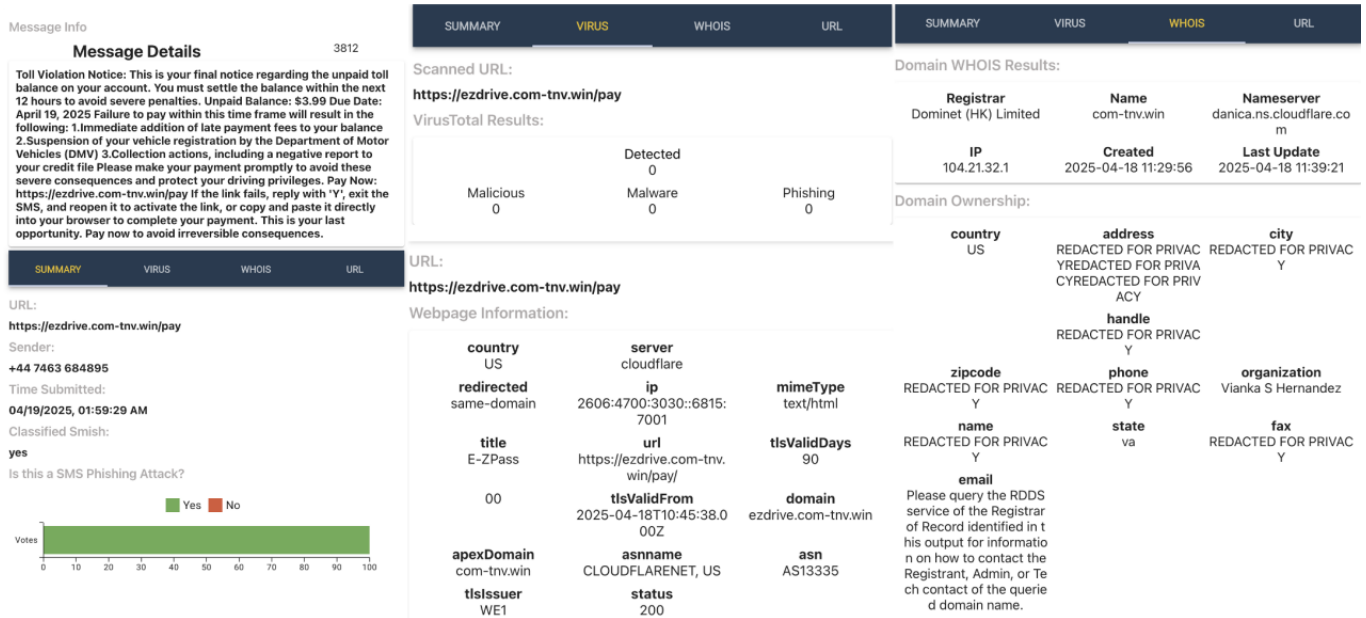 Message Info
Message Details 3812
Toll Violation Notice: This is your final notice regarding the unpaid toll
balance on your account. You must settle the balance within the next
12 hours to avoid severe penalties. Unpaid Balance: $3.99 Due Date:
April 19, 2025 Failure to pay within this time frame will result in the
following: 1.Immediate addition of late payment fees to your balance
2.Suspension of your vehicle registration by the Department of Motor
Vehicles (DMV) 3.Collection actions, including a negative report to
your credit file Please make your payment promptly to avoid these
severe consequences and protect your driving privileges. Pay Now:
https://ezdrive.com-tnv.win/pay If the link fails, reply with 'Y', exit the
SMS, and reopen it to activate the link, or copy and paste it directly
into your browser to complete your payment. This is your last
opportunity. Pay now to avoid irreversible consequences.
SUMMARY VIRUS WHOIS URL
URL:
https://ezdrive.com-tnv.win/pay
Sender:
+44 7463 684895
Time Submitted:
04/19/2025, 01:59:29 AM
Classified Smish:
yes
Is this a SMS Phishing Attack?
Yes No
Votes
0 10 20 30 40 50 60 70 80 90 100
SUMMARY VIRUS WHOIS URL
Scanned URL:
https://ezdrive.com-tnv.win/pay
VirusTotal Results:
Detected
0
Malicious Malware Phishing
0 0 0
URL:
https://ezdrive.com-tnv.win/pay
Webpage Information:
country server
US cloudflare
redirected ip mimeType
same-domain 2606:4700:3030::6815: text/html
7001
title url tlsValidDays
E-ZPass https://ezdrive.com-tnv. 90
win/pay/
00 tlsValidFrom domain
2025-04-18T10:45:38.0 ezdrive.com-tnv.win
00Z
apexDomain asnname asn
com-tnv.win CLOUDFLARENET, US AS13335
tlsIssuer status
WE1 200
SUMMARY VIRUS WHOIS URL
Domain WHOIS Results:
Registrar Name Nameserver
Dominet (HK) Limited com-tnv.win danica.ns.cloudflare.co
m
IP Created Last Update
104.21.32.1 2025-04-18 11:29:56 2025-04-18 11:39:21
Domain Ownership:
country address city
US REDACTED FOR PRIVAC REDACTED FOR PRIVAC
YREDACTED FOR PRIVA Y
CYREDACTED FOR PRIV
ACY
handle
REDACTED FOR PRIVAC
Y
zipcode phone organization
REDACTED FOR PRIVAC REDACTED FOR PRIVAC Vianka S Hernandez
Y Y
name state fax
REDACTED FOR PRIVAC va REDACTED FOR PRIVAC
Y Y
email
Please query the RDDS
service of the Registrar
of Record identified in t
his output for informatio
n on how to contact the
Registrant, Admin, or Te
ch contact of the querie
d domain name.